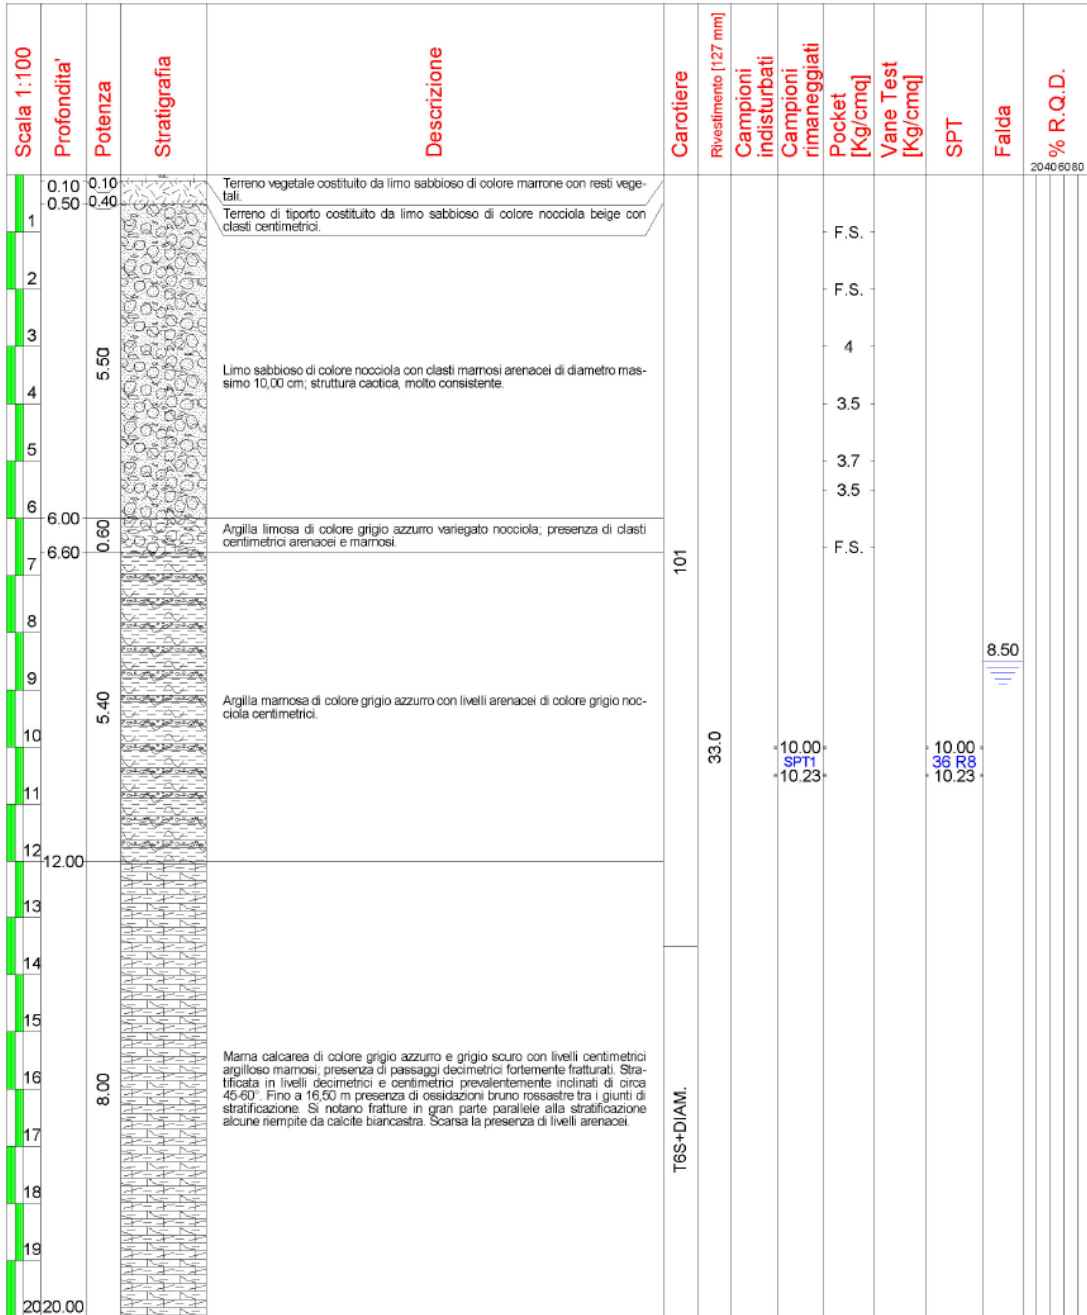 Scala 1:100
Profondita'
Potenza
Stratigrafia
Descrizione
Carotiere
Rivestimento [127 mm]
Campioni
indisturbati
Campioni
rimaneggiati
Pocket
[Kg/cmq]
Vane Test
[Kg/cmq]
SPT
Falda
% R.Q.D.
20406080
0.10
0.10
Terreno vegetale costituito da limo sabbioso di colore marrone con resti vege-
tali.
0.50
0.40
Terreno di tiporto costituito da limo sabbioso di colore nocciola beige con
clasti centimetrici.
1
F.S.
2
F.S.
3
4
5.50
Limo sabbioso di colore nocciola con clasti marnosi arenacei di diametro mas-
simo 10,00 cm; struttura caotica, molto consistente.
4
3.5
5
3.7
3.5
6
6.00
0.60
Argilla limosa di colore grigio azzurro variegato nocciola; presenza di clasti
centimetrici arenacei e marnosi.
6.60
F.S.
7
101
8
8.50
9
5.40
Argilla marnosa di colore grigio azzurro con livelli arenacei di colore grigio noc-
ciola centimetrici.
10
33.0
10.00
SPT1
10.23
10.00
36 R8
10.23
11
12
12.00
13
14
15
16
8.00
Marna calcarea di colore grigio azzurro e grigio scuro con livelli centimetrici
argilloso marnosi; presenza di passaggi decimetrici fortemente fratturati. Stra-
tificata in livelli decimetrici e centimetrici prevalentemente inclinati di circa
45-60°. Fino a 16,50 m presenza di ossidazioni bruno rossastre tra i giunti di
stratificazione. Si notano fratture in gran parte parallele alla stratificazione
alcune riempite da calcite biancastra. Scarsa la presenza di livelli arenacei.
T6S+DIAM.
17
18
19
20
20.00